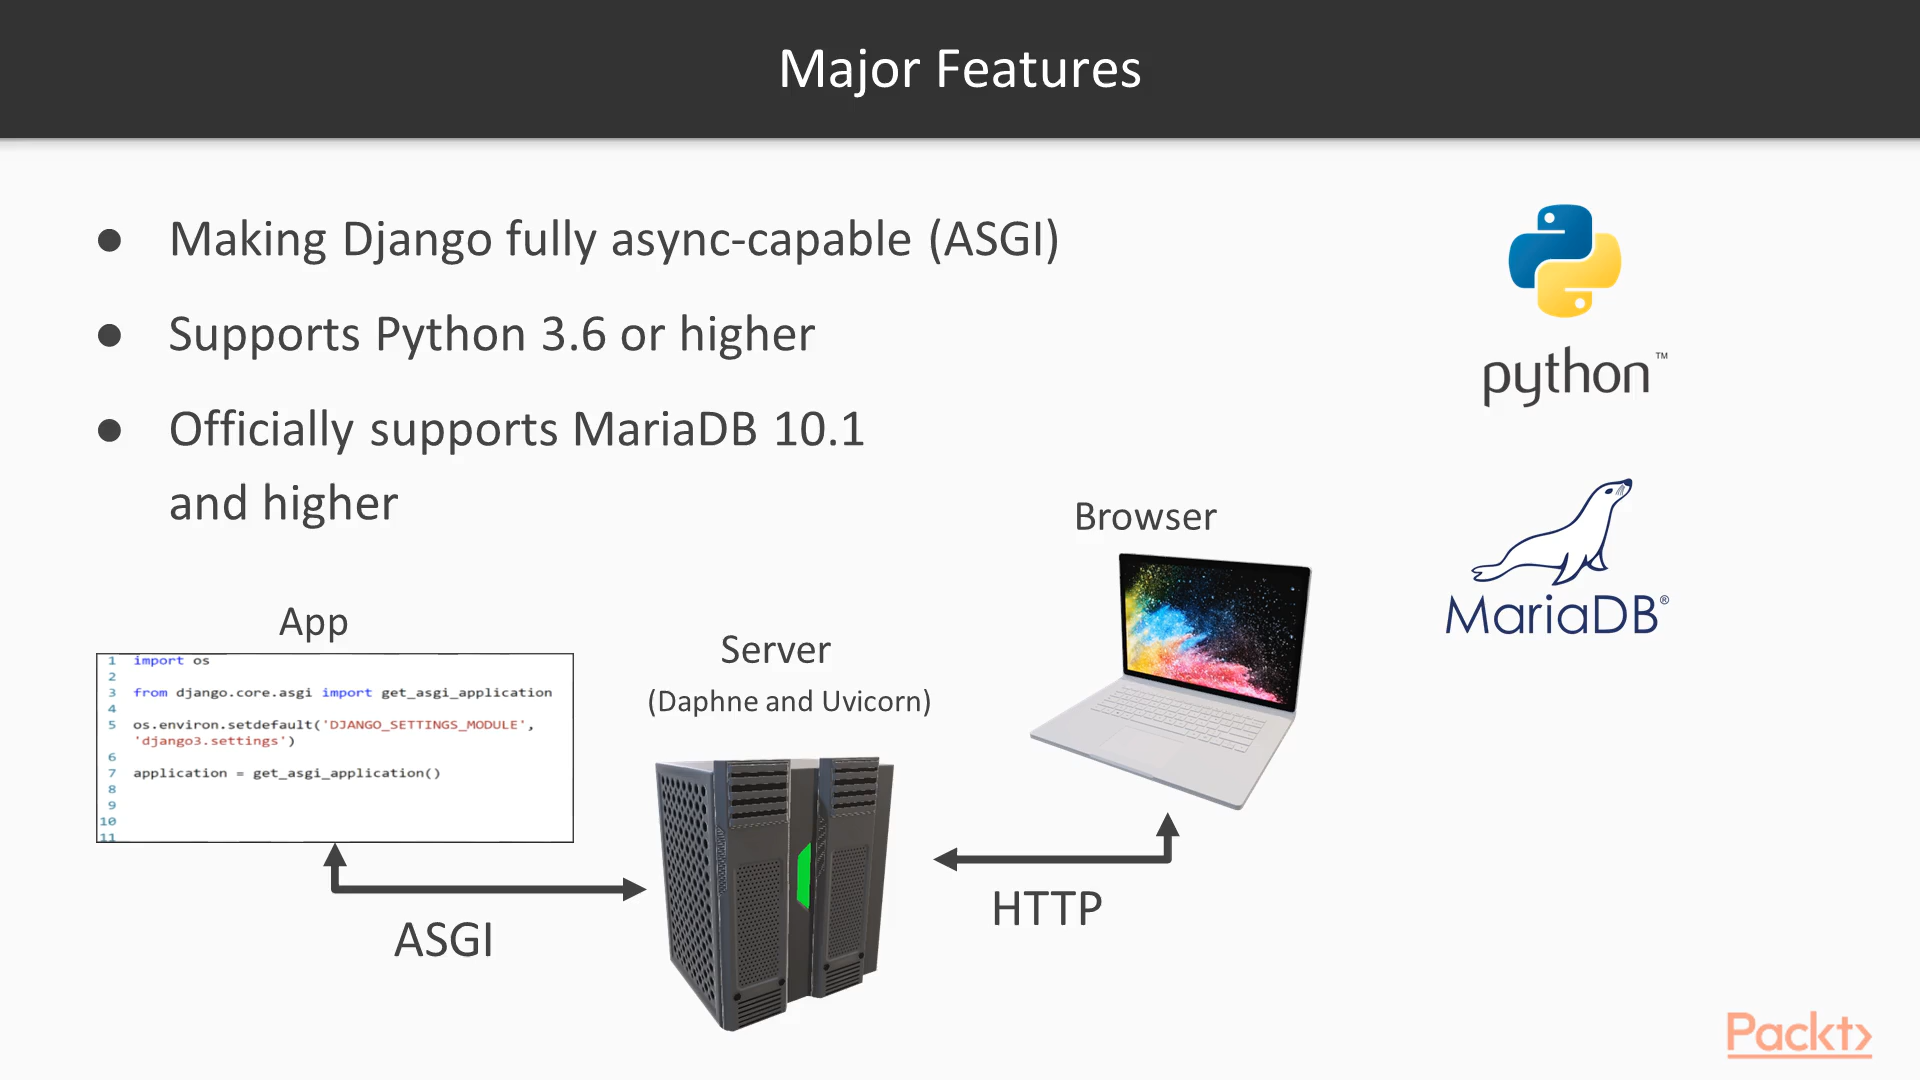 Major Features
● Making Django fully async-capable (ASGI)
● Supports Python 3.6 or higher
● Officially supports MariaDB 10.1
and higher
python™
MariaDB®
Browser
App
Server
(Daphne and Uvicorn)
1 import os
2
3 from django.core.asgi import get_asgi_application
4
5 os.environ.setdefault('DJANGO_SETTINGS_MODULE',
'django3.settings')
6
7 application = get_asgi_application()
8
9
10
11
ASGI
HTTP
Packt>